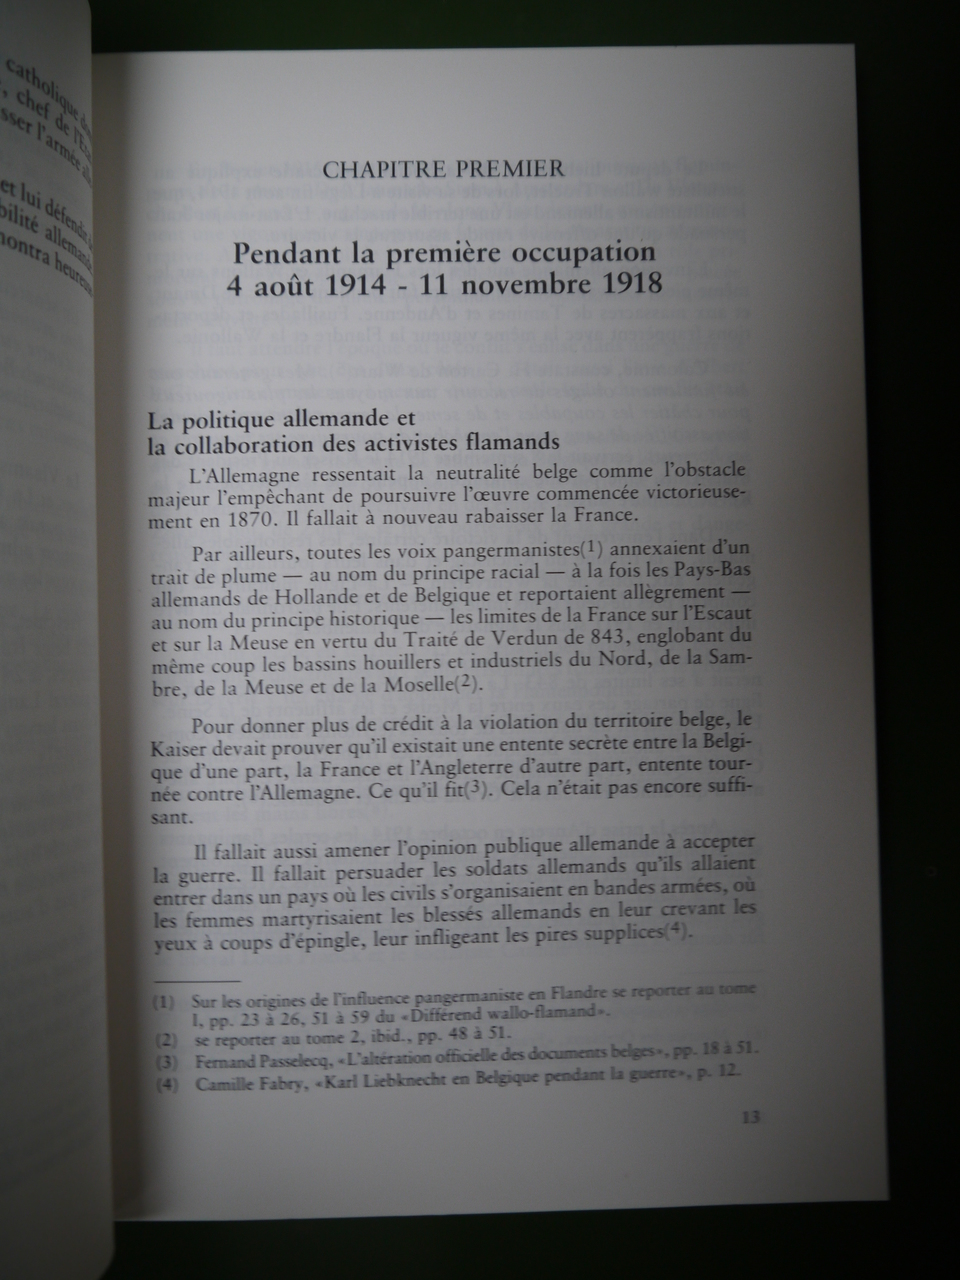 catholique
, chef de l'Eta
sser l'armée
et lui défendr
bilité allemande
montra heureuse
CHAPITRE PREMIER
Pendant la première occupation
4 août 1914 - 11 novembre 1918
La politique allemande et
la collaboration des activistes flamands
L'Allemagne ressentait la neutralité belge comme l'obstacle
majeur l'empêchant de poursuivre l'œuvre commencée victorieuse-
ment en 1870. Il fallait à nouveau rabaisser la France.
Par ailleurs, toutes les voix pangermanistes(1) annexaient d'un
trait de plume — au nom du principe racial — à la fois les Pays-Bas
allemands de Hollande et de Belgique et reportaient allègrement —
au nom du principe historique — les limites de la France sur l'Escaut
et sur la Meuse en vertu du Traité de Verdun de 843, englobant du
même coup les bassins houillers et industriels du Nord, de la Sam-
bre, de la Meuse et de la Moselle(2).
Pour donner plus de crédit à la violation du territoire belge, le
Kaiser devait prouver qu'il existait une entente secrète entre la Belgi-
que d'une part, la France et l'Angleterre d'autre part, entente tour-
née contre l'Allemagne. Ce qu'il fit(3). Cela n'était pas encore suffi-
sant.
Il fallait aussi amener l'opinion publique allemande à accepter
la guerre. Il fallait persuader les soldats allemands qu'ils allaient
entrer dans un pays où les civils s'organisaient en bandes armées, où
les femmes martyrisaient les blessés allemands en leur crevant les
yeux à coups d'épingle, leur infligeant les pires supplices(4).
(1) Sur les origines de l'influence pangermaniste en Flandre se reporter au tome
I, pp. 23 à 26, 51 à 59 du «Différend wallo-flamand».
(2) se reporter au tome 2, ibid., pp. 48 à 51.
(3) Fernand Passelecq, «L'altération officielle des documents belges», pp. 18 à 51.
(4) Camille Fabry, «Karl Liebknecht en Belgique pendant la guerre», p. 12.
13